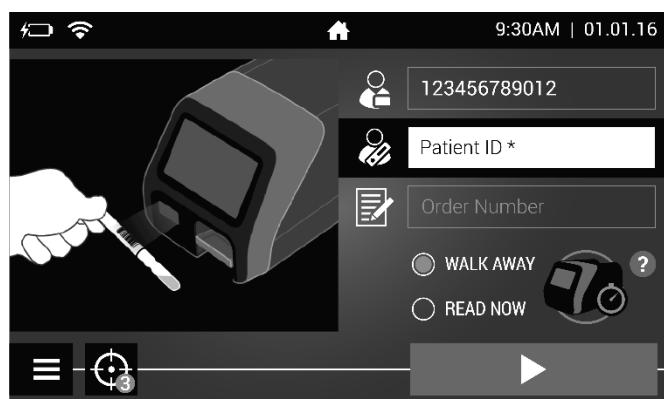 9:30AM | 01.01.16
123456789012
Patient ID *
Order Number
WALK AWAY
?
READ NOW
3